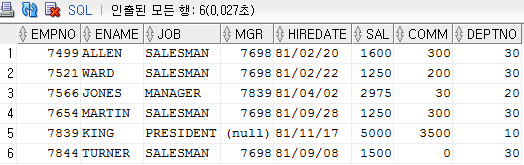 SQL | 인출된 모든 행: 6(0,027초)
EMPNO ENAME JOB MGR HIREDATE SAL COMM DEPTNO
1 7499 ALLEN SALESMAN 7698 81/02/20 1600 300 30
2 7521 WARD SALESMAN 7698 81/02/22 1250 200 30
3 7566 JONES MANAGER 7839 81/04/02 2975 30 20
4 7654 MARTIN SALESMAN 7698 81/09/28 1250 300 30
5 7839 KING PRESIDENT (null) 81/11/17 5000 3500 10
6 7844 TURNER SALESMAN 7698 81/09/08 1500 0 30